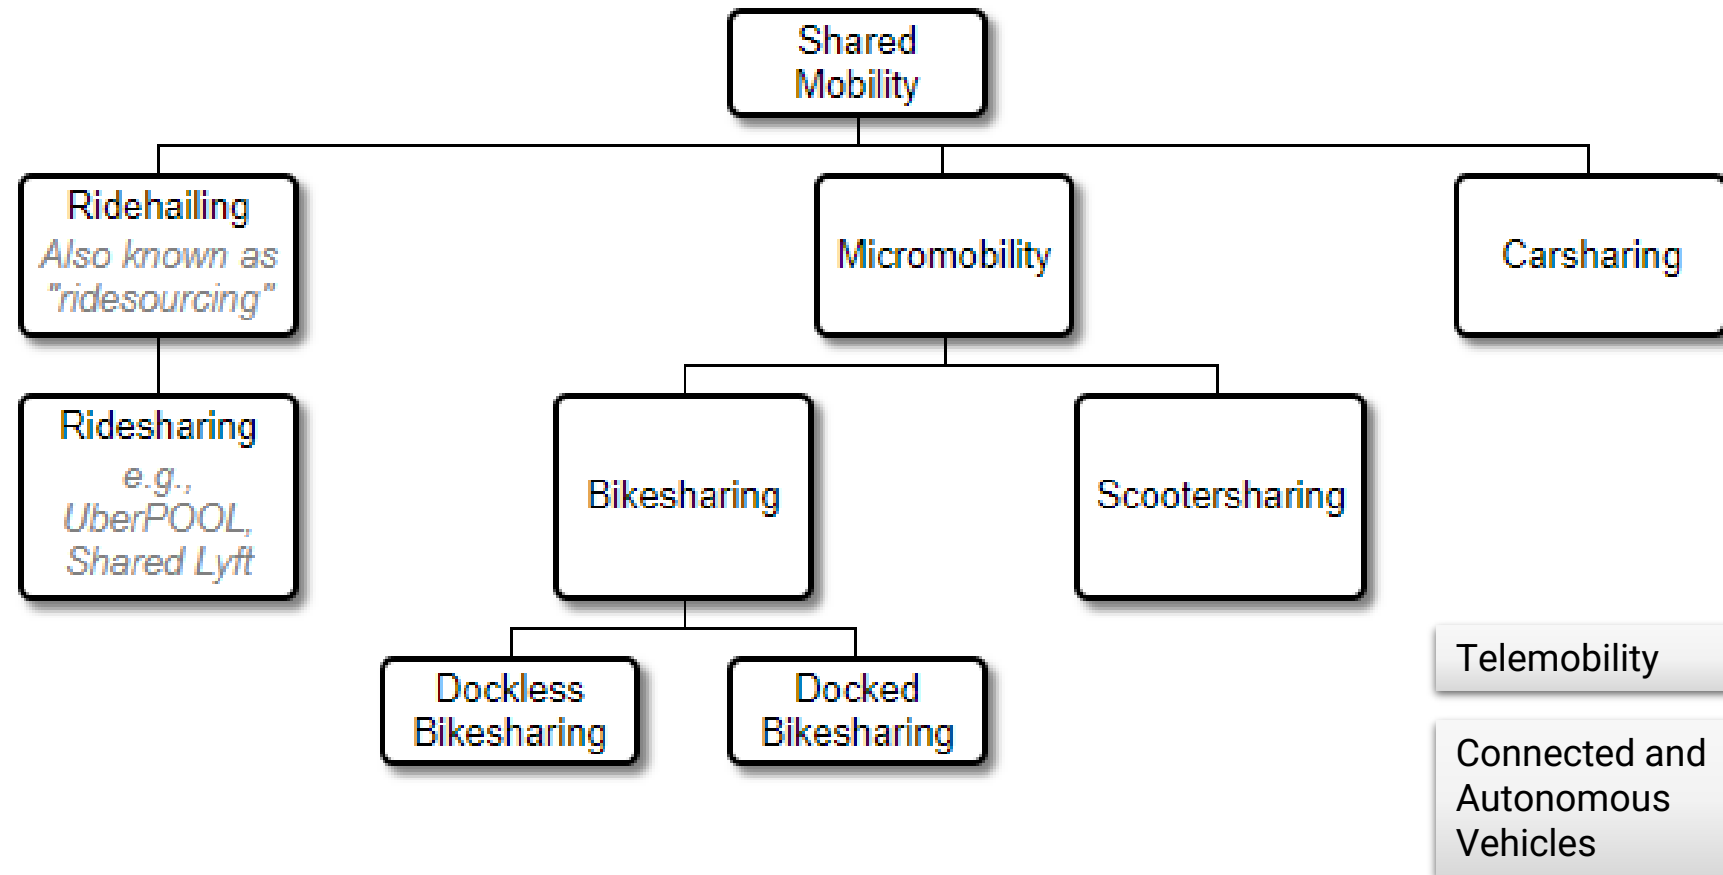 Shared
Mobility
Ridehailing
Also known as
"ridesourcing"
Micromobility
Carsharing
Ridesharing
e.g.,
UberPOOL,
Shared Lyft
Bikesharing
Scootersharing
Dockless
Bikesharing
Docked
Bikesharing
Telemobility
Connected and
Autonomous
Vehicles